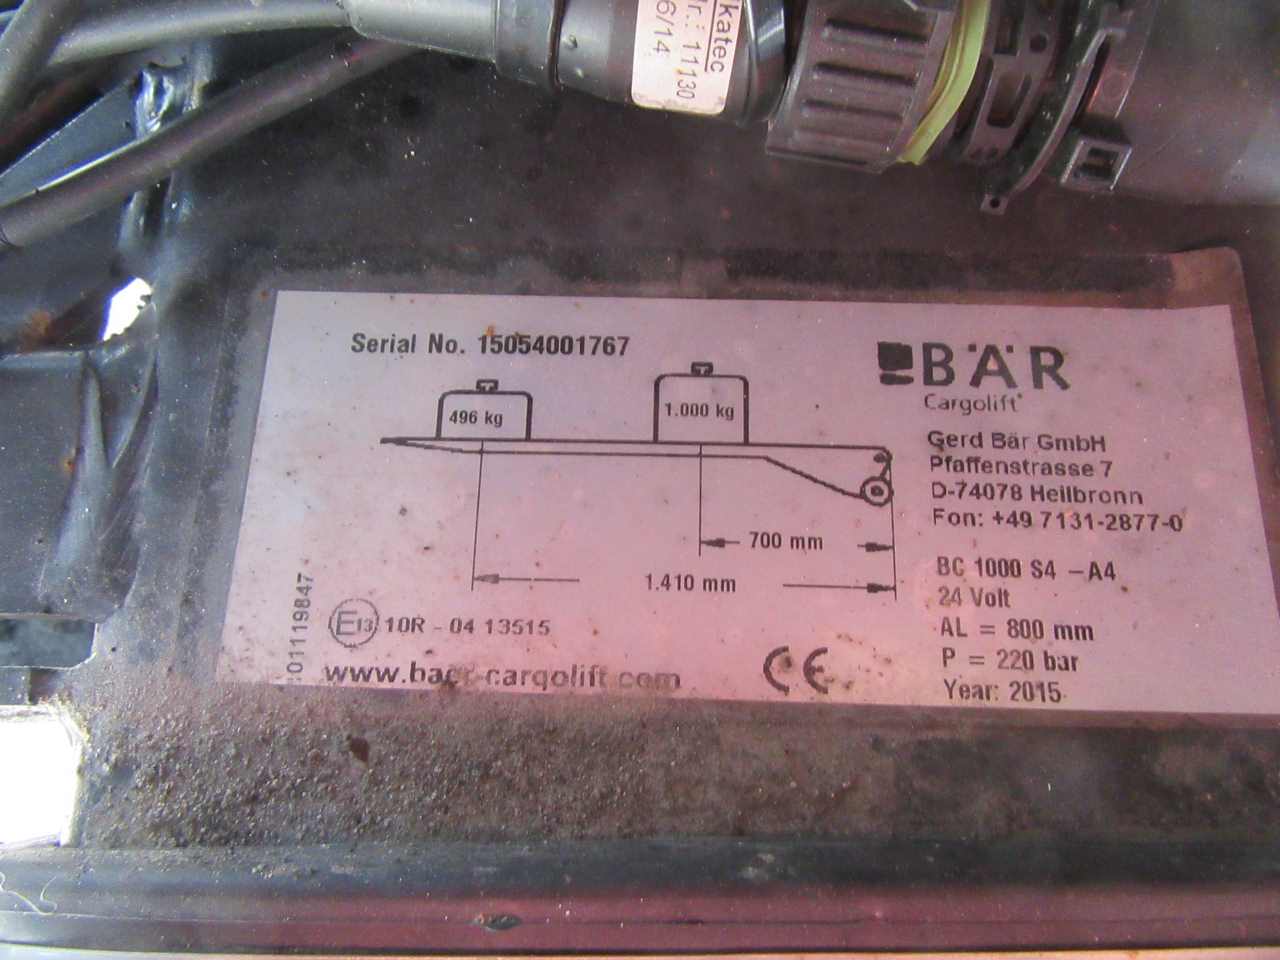 katec
Nr.: 11130
6/14
Serial No. 15054001767
496 kg
1.000 kg
700 mm
1.410 mm
BÄR
Cargolift
Gerd Bär GmbH
Pfaffenstrasse 7
D-74078 Heilbronn
Fon: +49 7131-2877-0
BC 1000 S4 -A4
24 Volt
AL = 800 mm
P = 220 bar
Year: 2015
01119847
E13 10R - 04 13515
www.baer-cargolift.com
CE